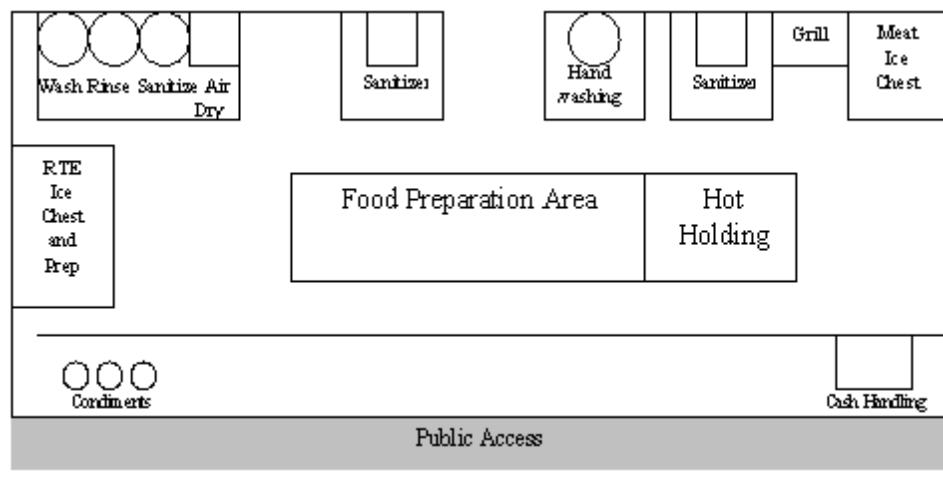 Wash Rinse Sanitize Air
Dry
Sanitizer
Hand
washing
Sanitizer
Grill
Meat
Ice
Chest
RTE
Ice
Chest
and
Prep
Food Preparation Area
Hot
Holding
Condiments
Cash Handling
Public Access